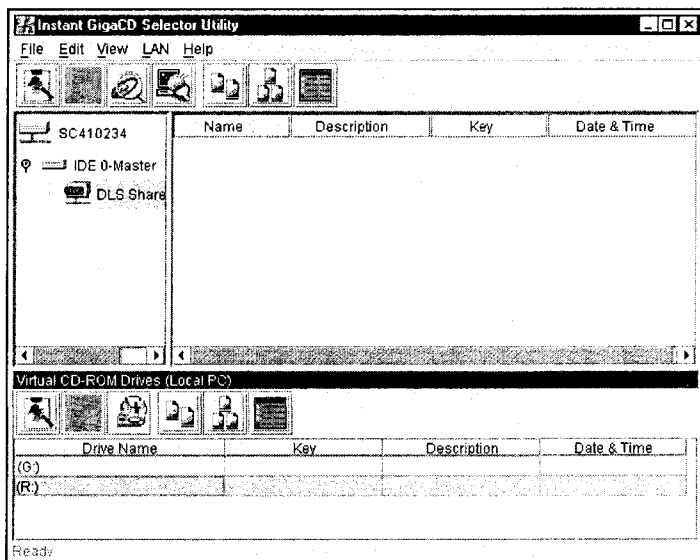 Instant GigaCD Selector Utility
File Edit View LAN Help
SC410234
IDE 0-Master
DLS Share
Name Description Key Date & Time
Virtual CD-ROM Drives (Local PC)
Drive Name Key Description Date & Time
(G:)
(R:)
Ready